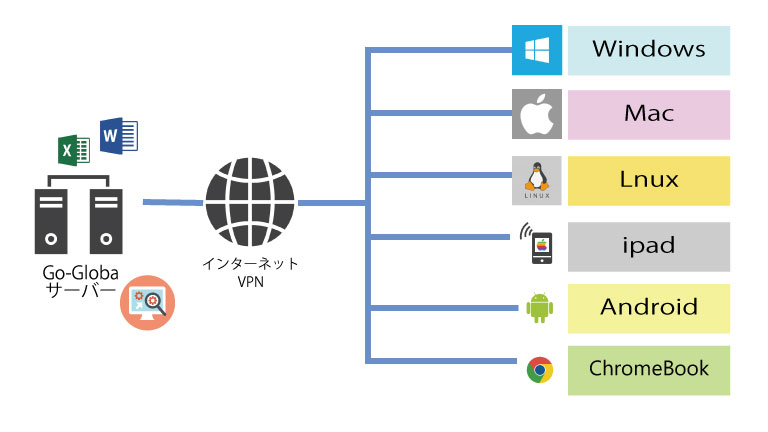 X
W
Go-Globa
サーバー
インターネット
VPN
Windows
Mac
LINUX
Lnux
ipad
Android
ChromeBook